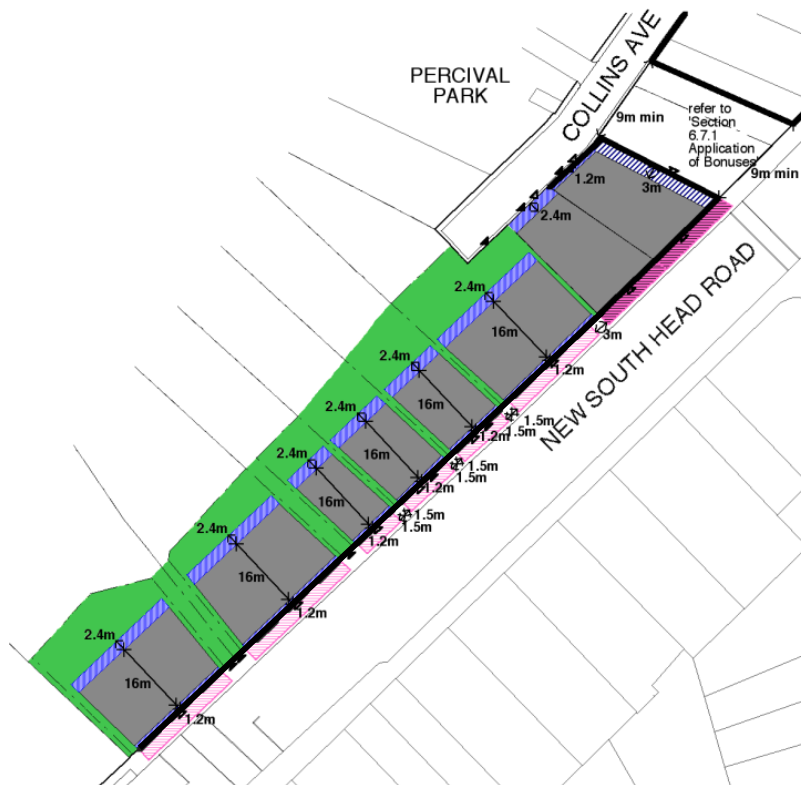 PERCIVAL
PARK
COLLINS AVE
9m min
refer to
'Section
6.7.1
Application
of Bonuses'
9m min
1.2m
3m
2.4m
2.4m
16m
3m
1.2m
NEW SOUTH HEAD ROAD
2.4m
16m
1.5m
1.5m
1.2m
2.4m
16m
1.5m
1.5m
1.2m
2.4m
16m
1.5m
1.5m
1.2m
2.4m
16m
1.2m
2.4m
16m
1.2m